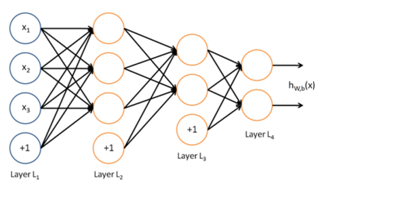 x1
x2
x3
+1
+1
+1
hW,b(x)
Layer L1
Layer L2
Layer L3
Layer L4